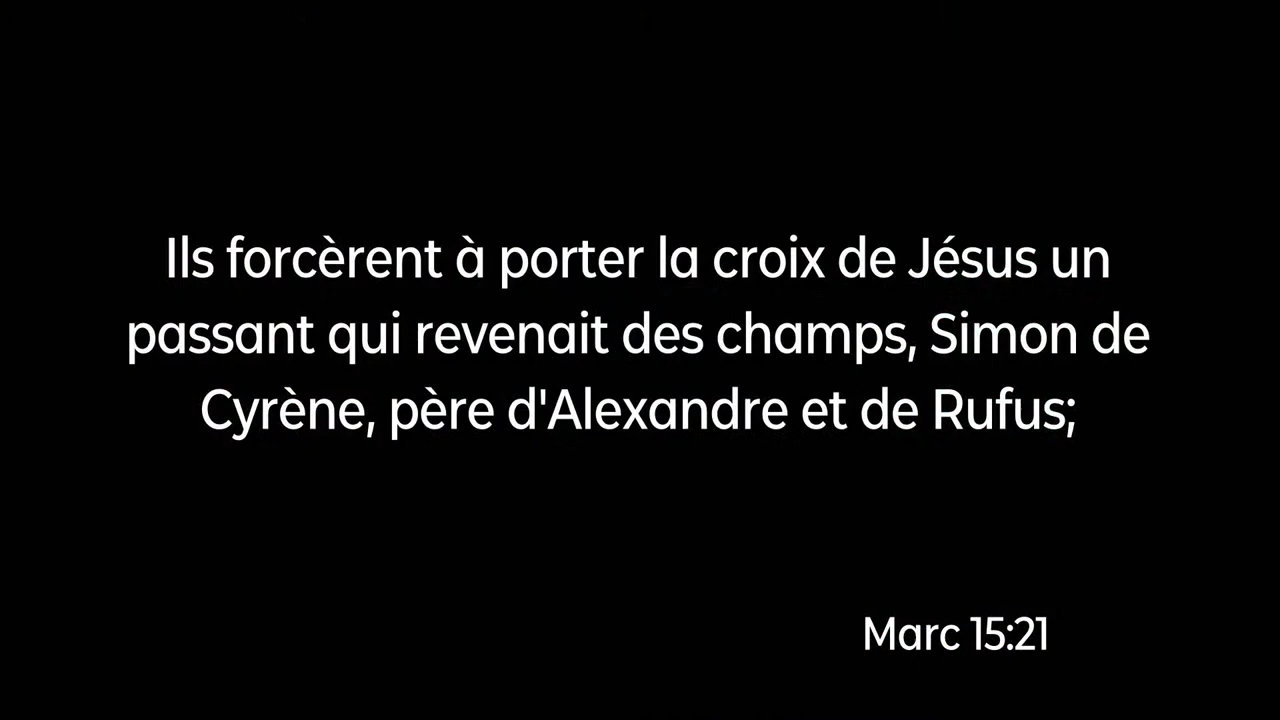 Ils forcèrent à porter la croix de Jésus un
passant qui revenait des champs, Simon de
Cyrène, père d'Alexandre et de Rufus;
Marc 15:21